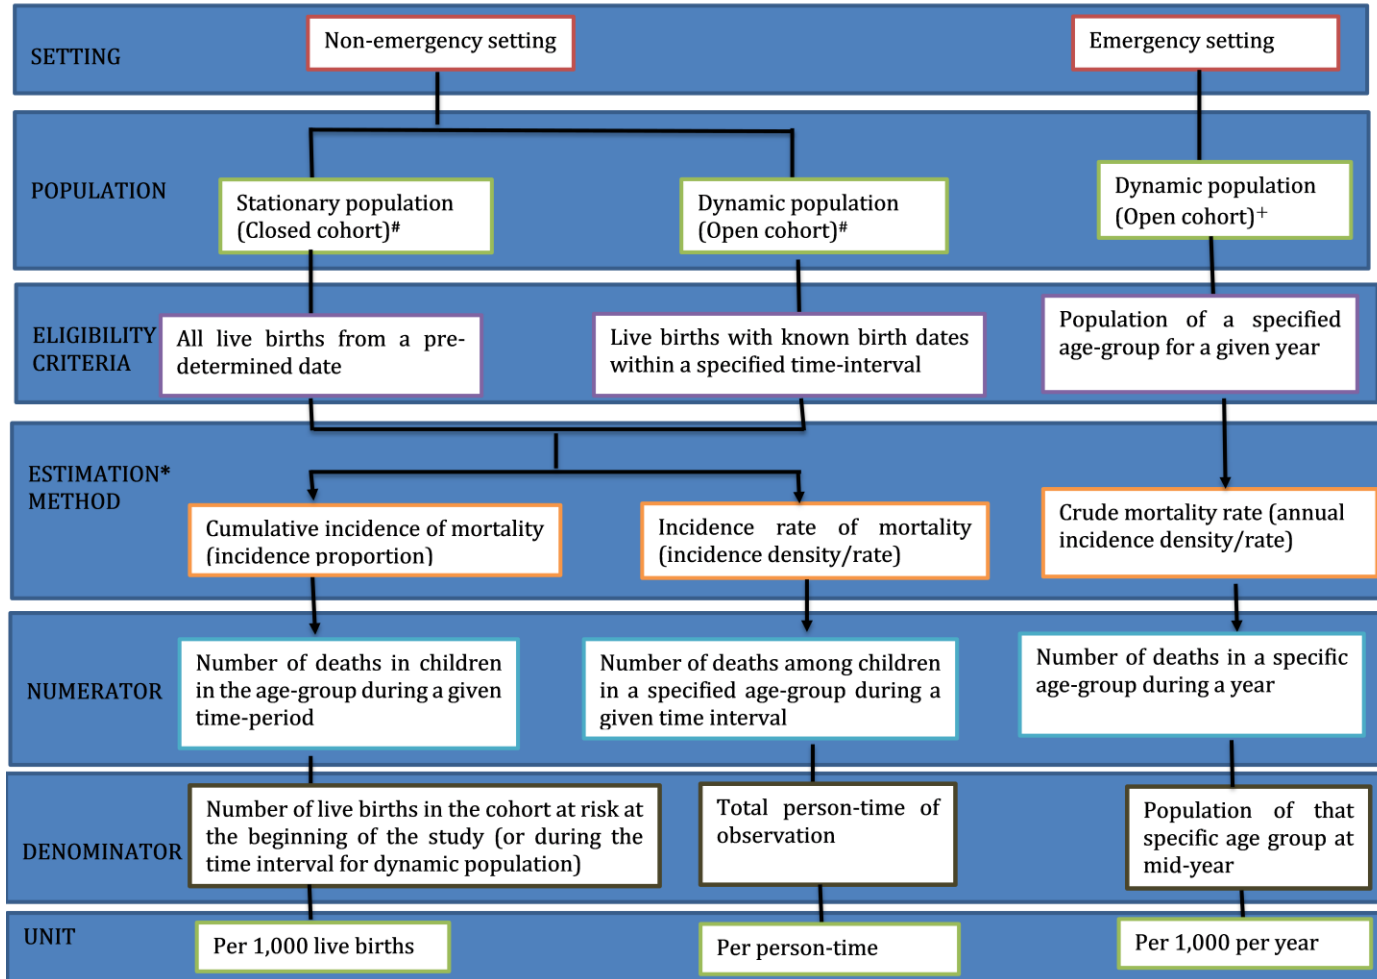 SETTING
Non-emergency setting
Emergency setting
POPULATION
Stationary population
(Closed cohort)#
Dynamic population
(Open cohort)#
Dynamic population
(Open cohort)+
ELIGIBILITY
CRITERIA
All live births from a pre-
determined date
Live births with known birth dates
within a specified time-interval
Population of a specified
age-group for a given year
ESTIMATION*
METHOD
Cumulative incidence of mortality
(incidence proportion)
Incidence rate of mortality
(incidence density/rate)
Crude mortality rate (annual
incidence density/rate)
NUMERATOR
Number of deaths in children
in the age-group during a given
time-period
Number of deaths among children
in a specified age-group during a
given time interval
Number of deaths in a specific
age-group during a year
DENOMINATOR
Number of live births in the cohort at risk at
the beginning of the study (or during the
time interval for dynamic population)
Total person-time of
observation
Population of that
specific age group at
mid-year
UNIT
Per 1,000 live births
Per person-time
Per 1,000 per year